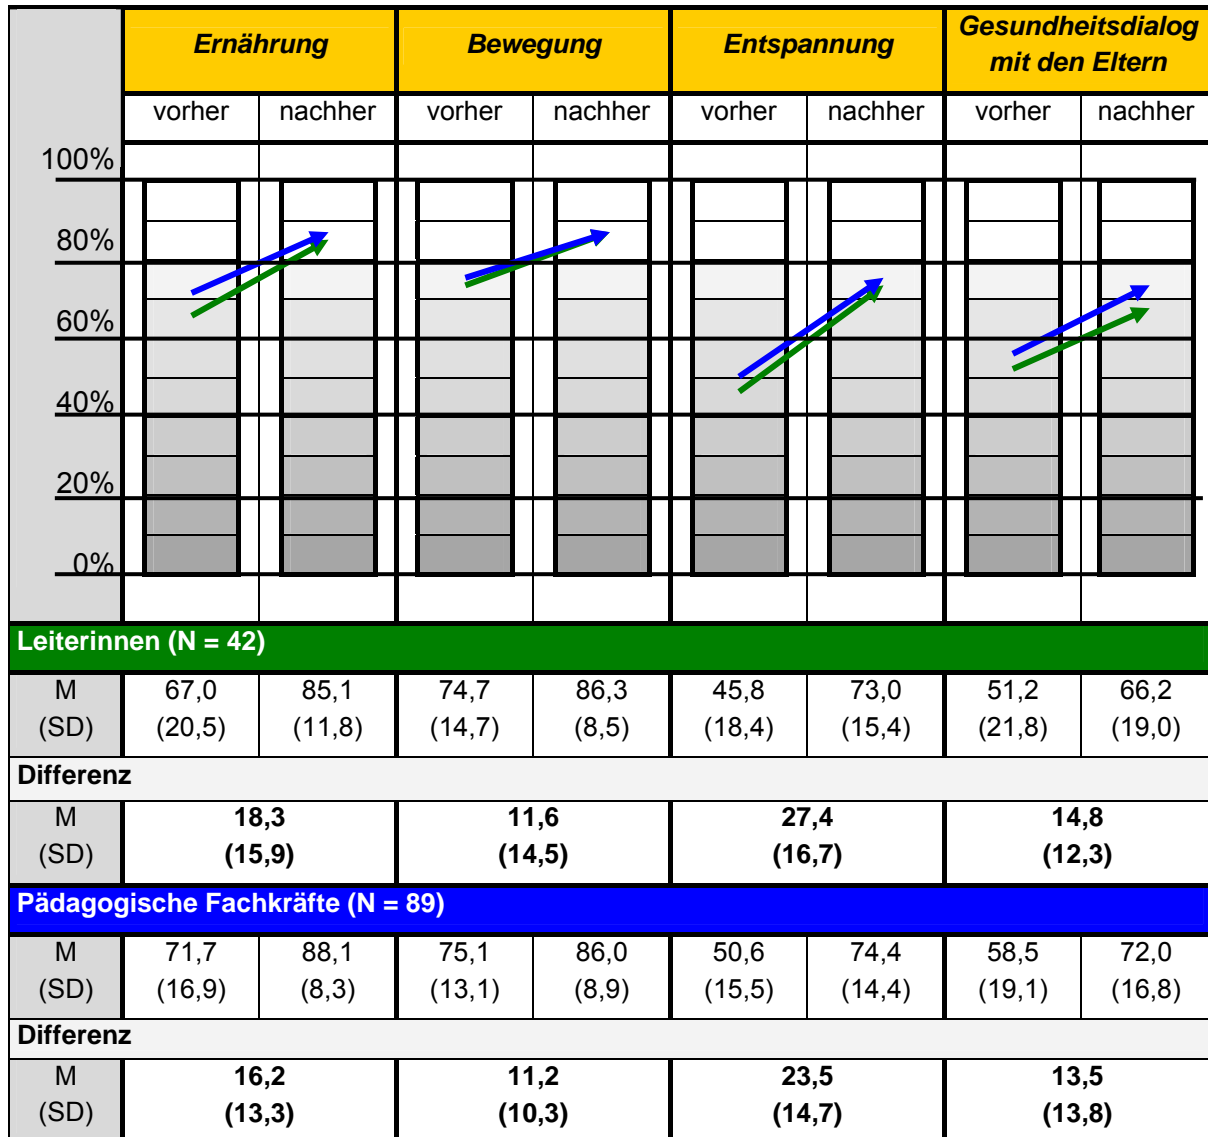 Ernährung Bewegung Entspannung Gesundheitsdialog mit den Eltern
vorher nachher vorher nachher vorher nachher vorher nachher
100%
80%
60%
40%
20%
0%
Leiterinnen (N = 42)
M 67,0 85,1 74,7 86,3 45,8 73,0 51,2 66,2
(SD) (20,5) (11,8) (14,7) (8,5) (18,4) (15,4) (21,8) (19,0)
Differenz
M 18,3 11,6 27,4 14,8
(SD) (15,9) (14,5) (16,7) (12,3)
Pädagogische Fachkräfte (N = 89)
M 71,7 88,1 75,1 86,0 50,6 74,4 58,5 72,0
(SD) (16,9) (8,3) (13,1) (8,9) (15,5) (14,4) (19,1) (16,8)
Differenz
M 16,2 11,2 23,5 13,5
(SD) (13,3) (10,3) (14,7) (13,8)